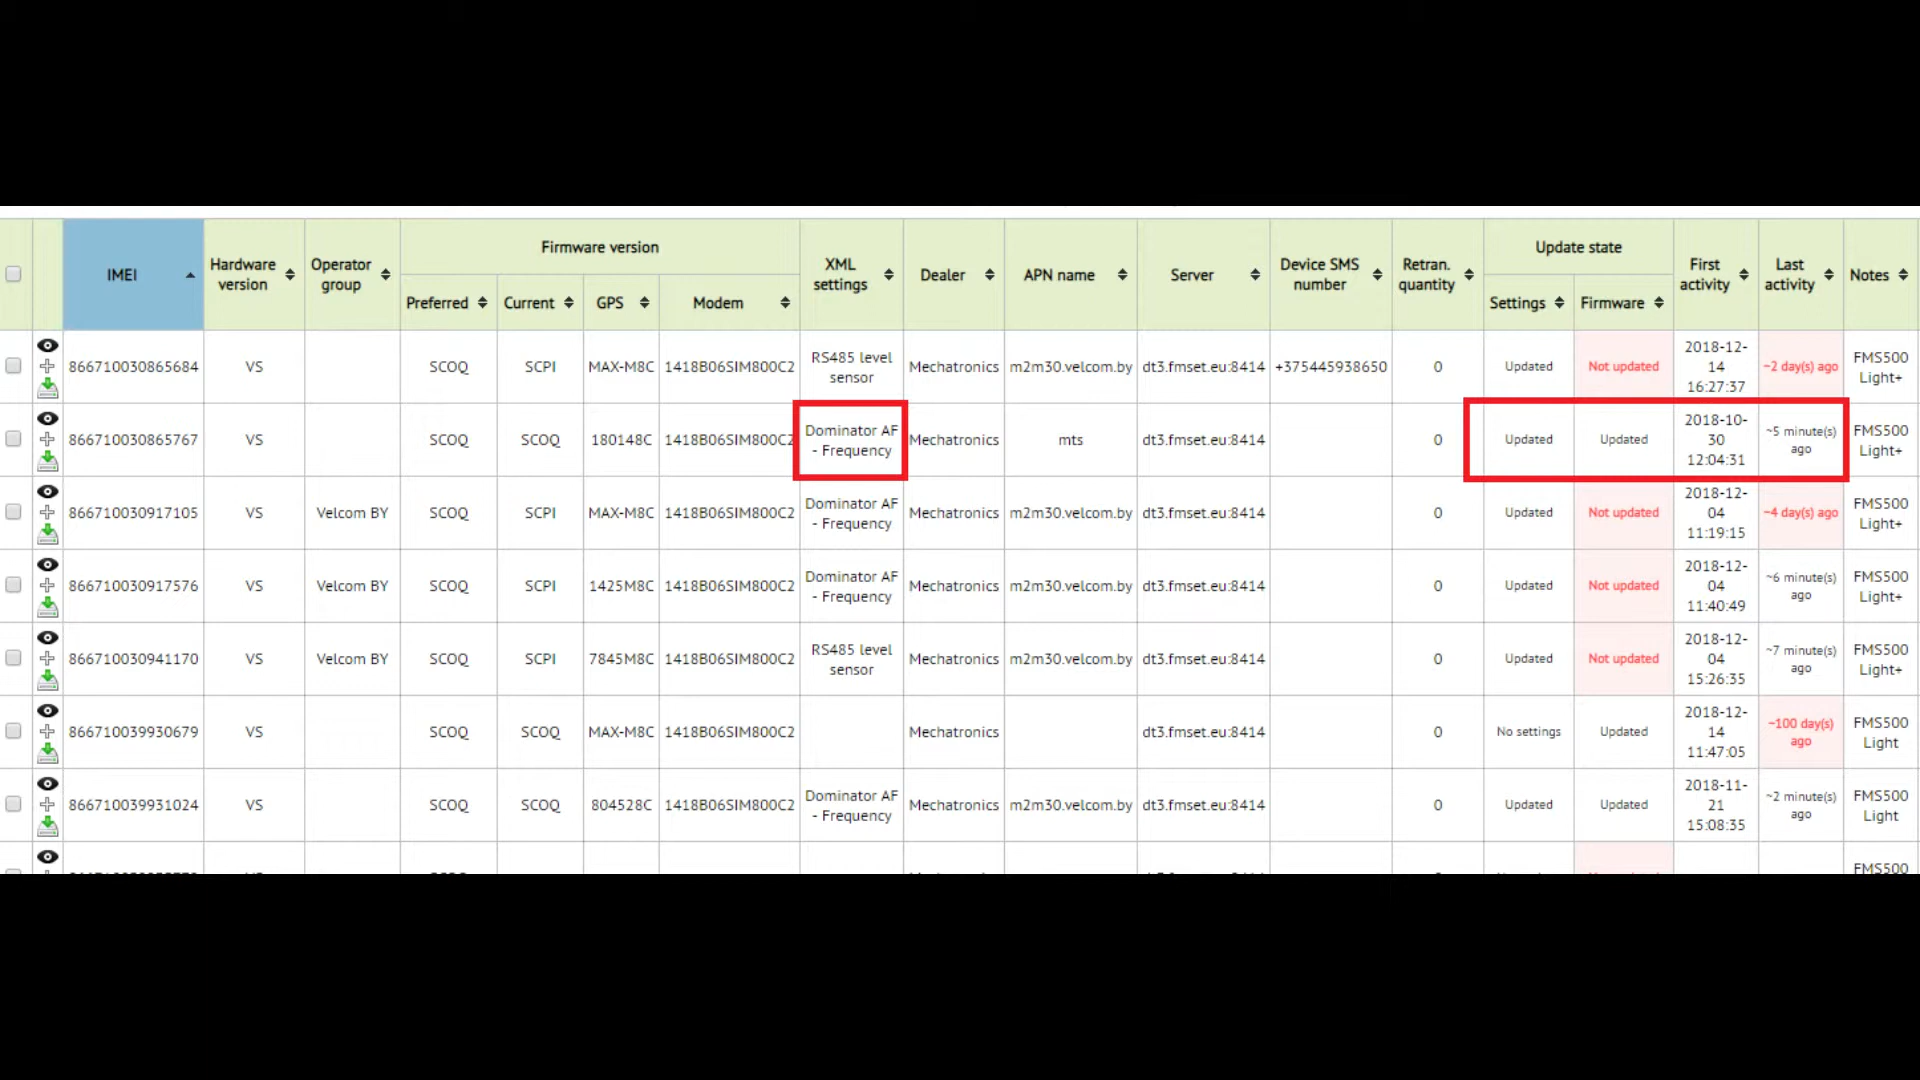 IMEI
Hardware version
Operator group
Firmware version
Preferred
Current
GPS
Modem
XML settings
Dealer
APN name
Server
Device SMS number
Retran. quantity
Update state
Settings
Firmware
First activity
Last activity
Notes
866710030865684 VS SCOQ SCPI MAX-M8C 1418B06SIM800C2 RS485 level sensor Mechatronics m2m30.velcom.by dt3.fmset.eu:8414 +375445938650 0 Updated Not updated 2018-12-14 16:27:37 ~2 day(s) ago FMS500 Light+
866710030865767 VS SCOQ SCOQ 180148C 1418B06SIM800C2 Dominator AF - Frequency Mechatronics mts dt3.fmset.eu:8414 0 Updated Updated 2018-10-30 12:04:31 ~5 minute(s) ago FMS500 Light+
866710030917105 VS Velcom BY SCOQ SCPI MAX-M8C 1418B06SIM800C2 Dominator AF - Frequency Mechatronics m2m30.velcom.by dt3.fmset.eu:8414 0 Updated Not updated 2018-12-04 11:19:15 ~4 day(s) ago FMS500 Light+
866710030917576 VS Velcom BY SCOQ SCPI 1425M8C 1418B06SIM800C2 Dominator AF - Frequency Mechatronics m2m30.velcom.by dt3.fmset.eu:8414 0 Updated Not updated 2018-12-04 11:40:49 ~6 minute(s) ago FMS500 Light+
866710030941170 VS Velcom BY SCOQ SCPI 7845M8C 1418B06SIM800C2 RS485 level sensor Mechatronics m2m30.velcom.by dt3.fmset.eu:8414 0 Updated Not updated 2018-12-04 15:26:35 ~7 minute(s) ago FMS500 Light+
866710039930679 VS SCOQ SCOQ MAX-M8C 1418B06SIM800C2 Mechatronics dt3.fmset.eu:8414 0 No settings Updated 2018-12-14 11:47:05 ~100 day(s) ago FMS500 Light
866710039931024 VS SCOQ SCOQ 804528C 1418B06SIM800C2 Dominator AF - Frequency Mechatronics m2m30.velcom.by dt3.fmset.eu:8414 0 Updated Updated 2018-11-21 15:08:35 ~2 minute(s) ago FMS500 Light
FMS500